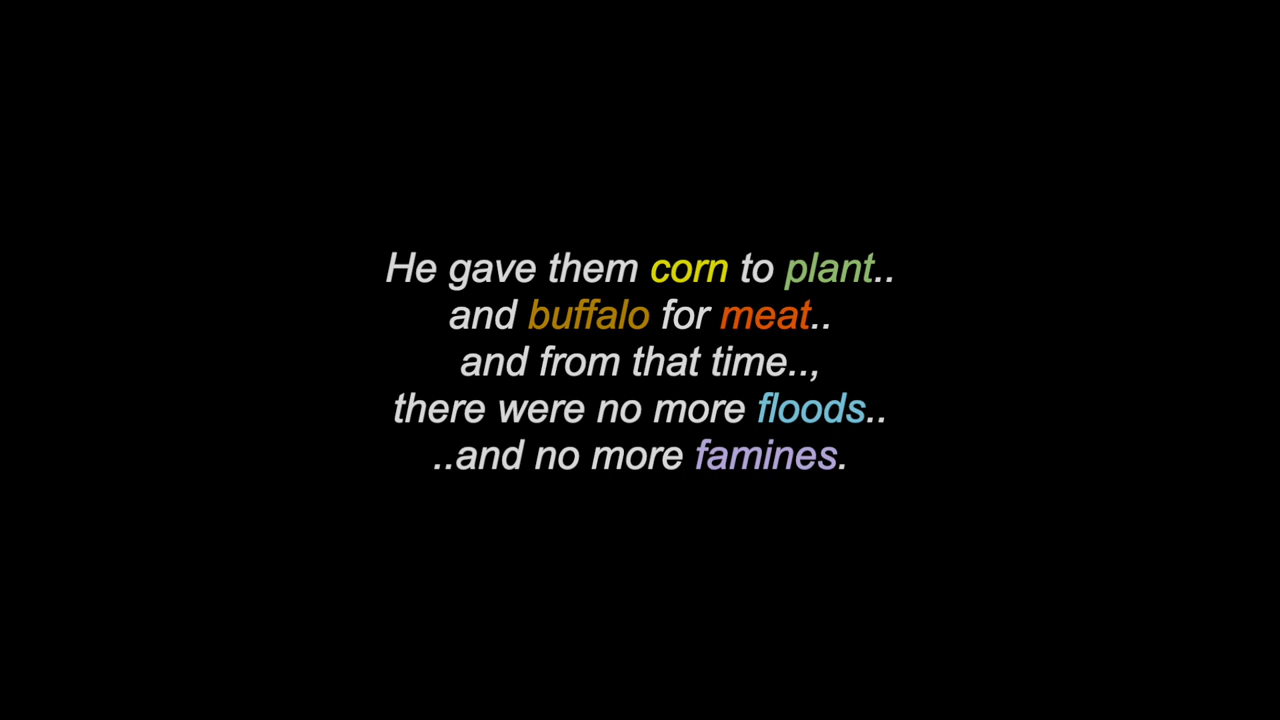 He gave them corn to plant..
and buffalo for meat..
and from that time..,
there were no more floods..
..and no more famines.